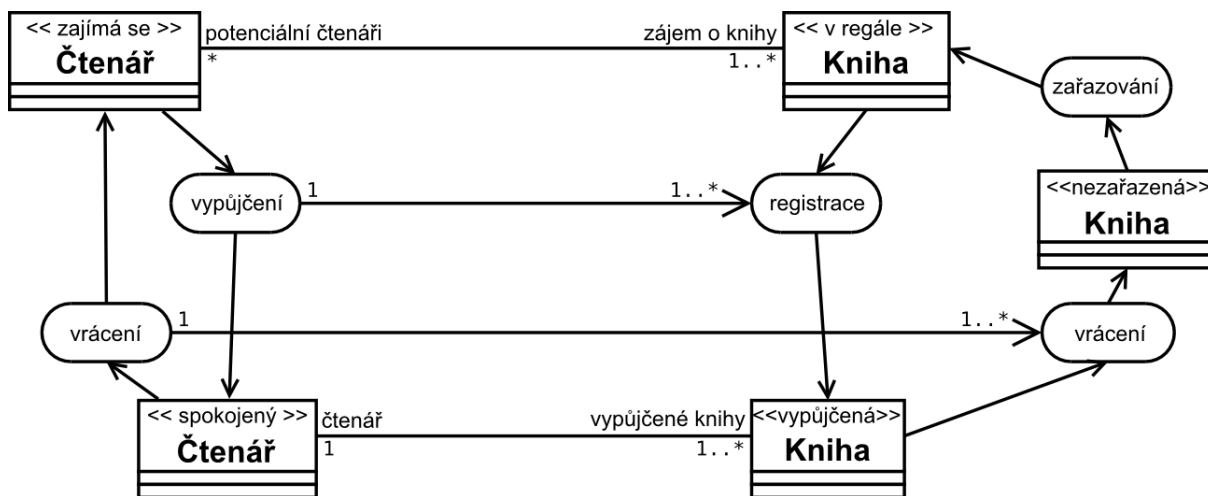 << zajímá se >>
Čtenář
potenciální čtenáři
*
zájem o knihy
1..*
<< v regále >>
Kniha
zařazování
<<nezařazená>>
Kniha
vypůjčení
1
1..*
registrace
vrácení
1
1..*
vrácení
<< spokojený >>
Čtenář
čtenář
1
vypůjčené knihy
1..*
<<vypůjčená>>
Kniha